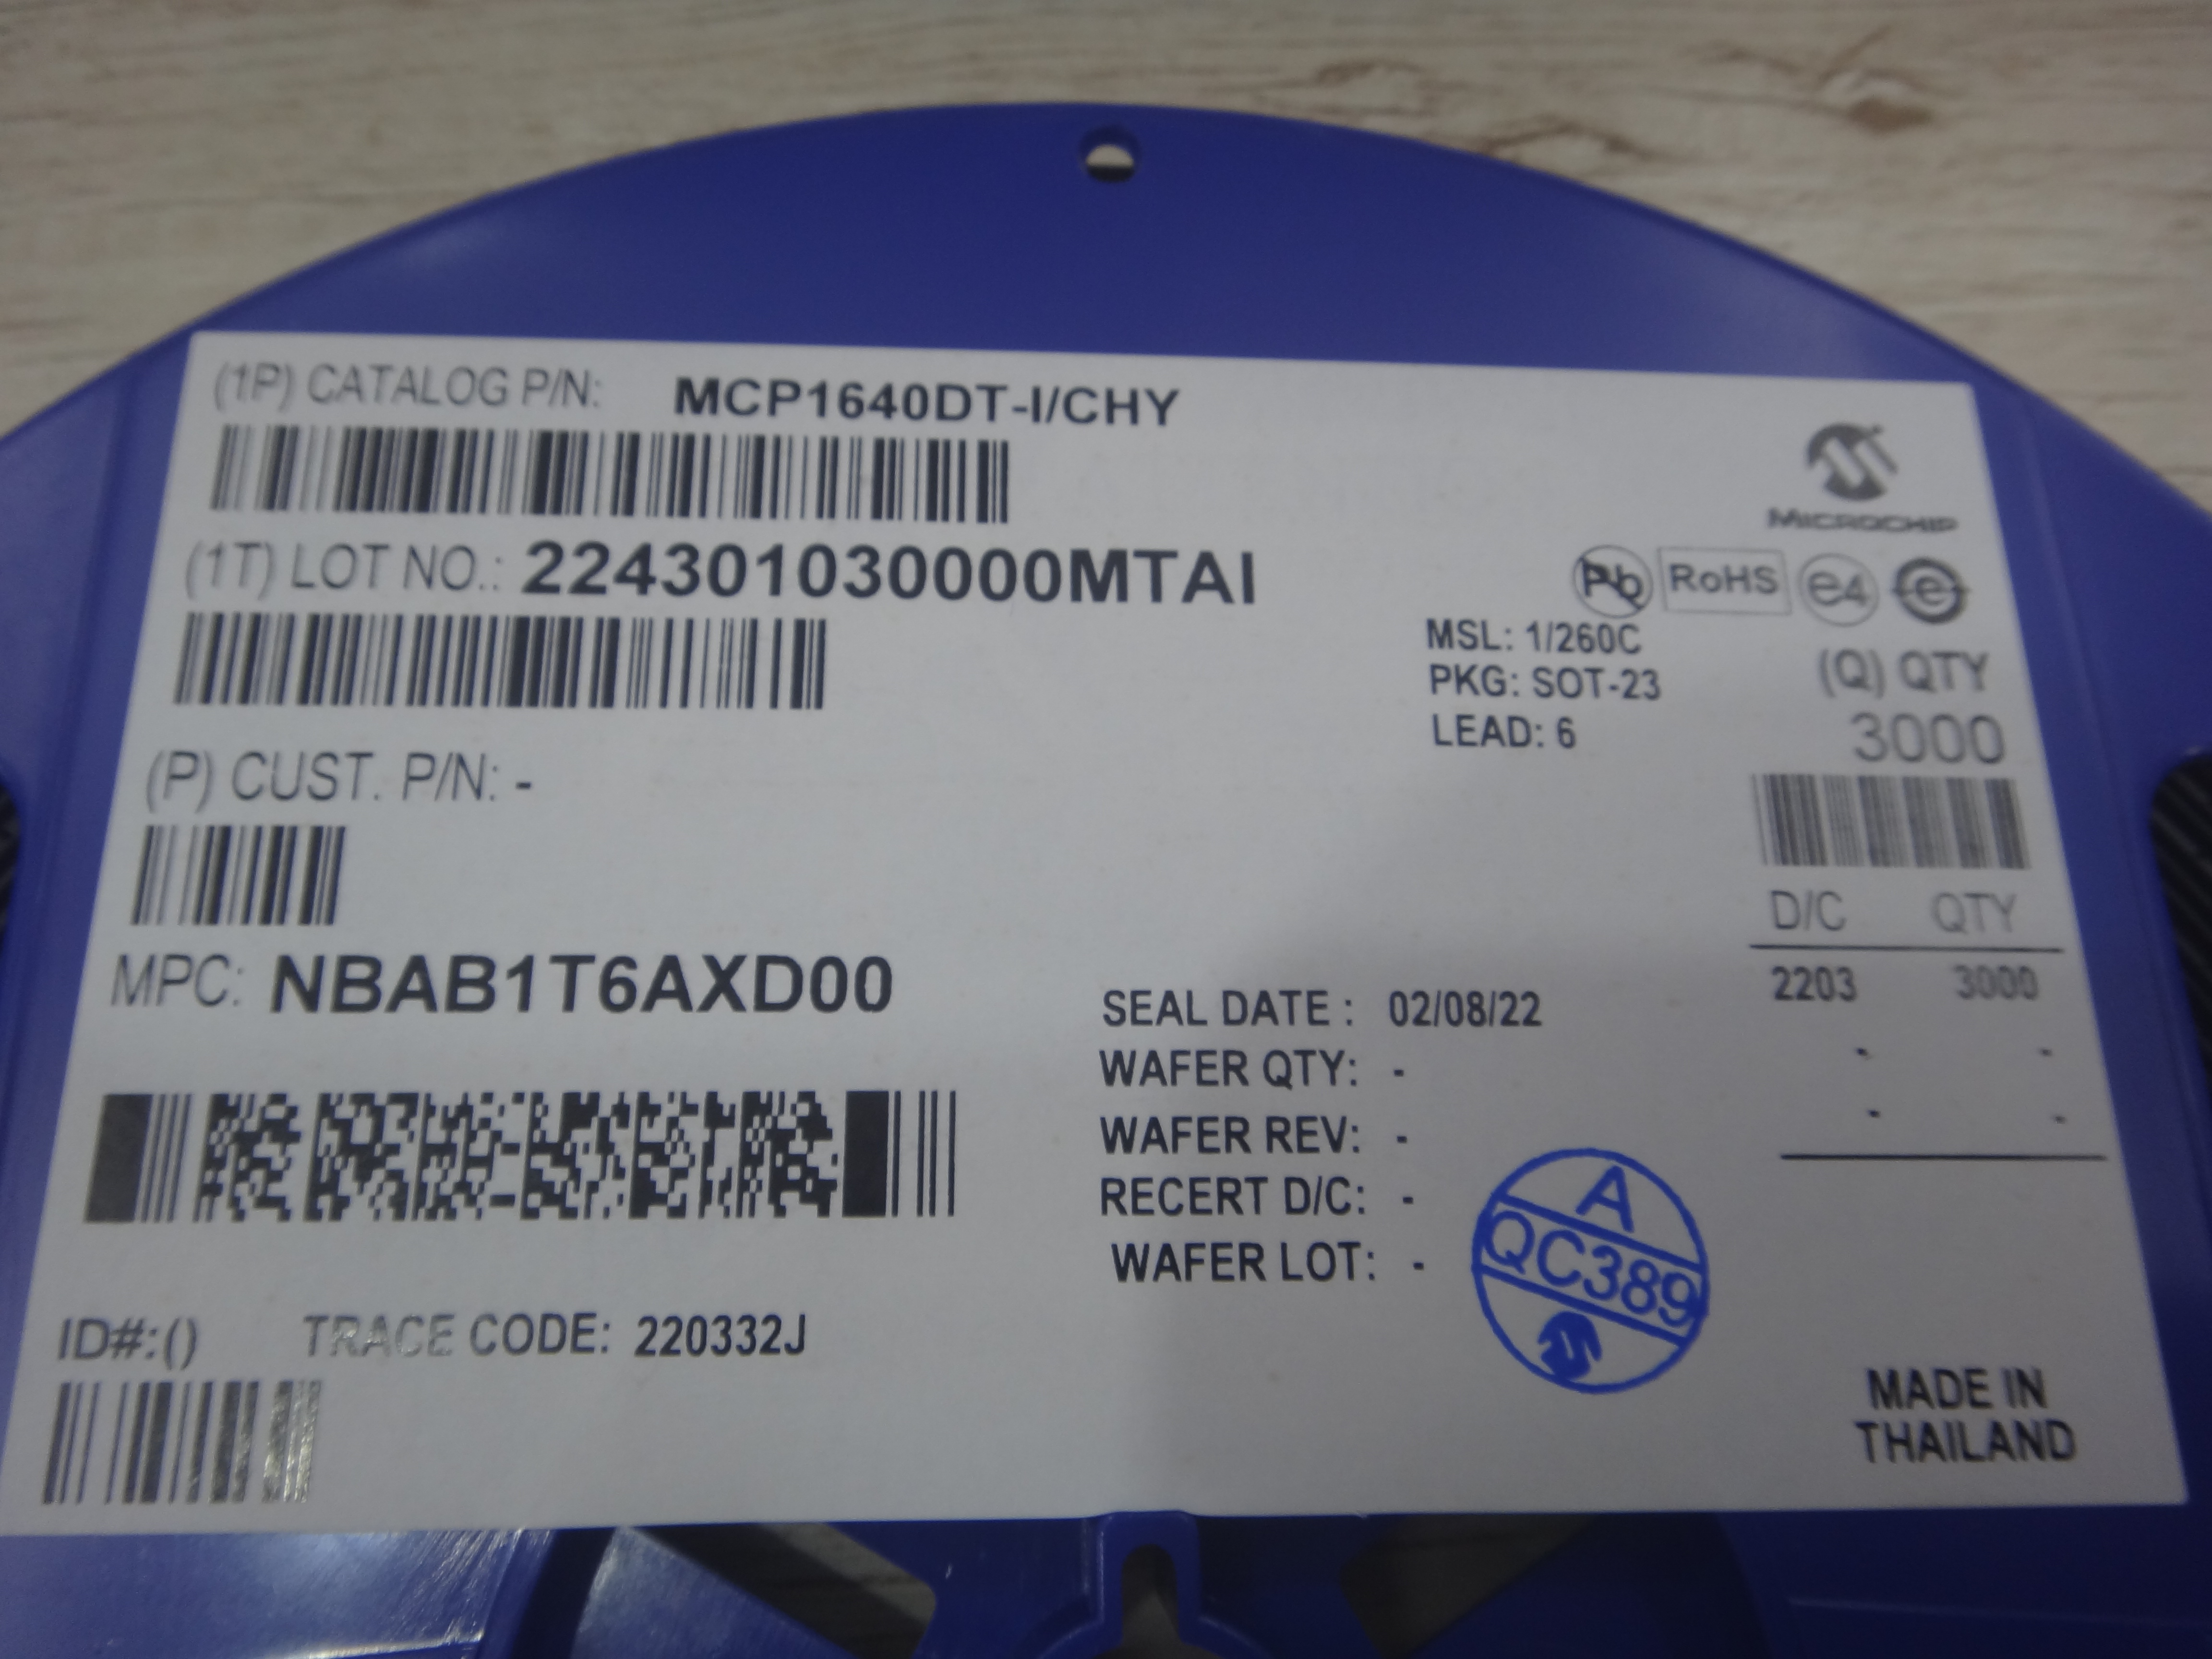 (1P) CATALOG P/N: MCP1640DT-I/CHY
MICROCHIP
(1T) LOT NO.: 224301030000MTAI
Pb RoHS e4 e
MSL: 1/260C
PKG: SOT-23
LEAD: 6
(Q) QTY
3000
(P) CUST. P/N: -
D/C QTY
2203 3000
- -
- -
MPC: NBAB1T6AXD00
SEAL DATE : 02/08/22
WAFER QTY: -
WAFER REV: -
RECERT D/C: -
WAFER LOT: -
A
QC389
ID#:() TRACE CODE: 220332J
MADE IN
THAILAND